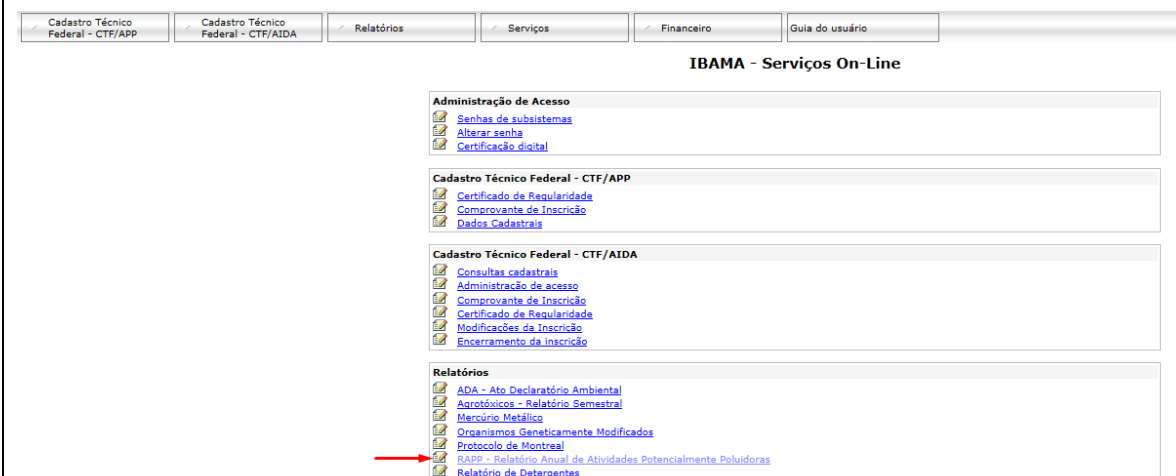 Cadastro Técnico
Federal - CTF/APP
Cadastro Técnico
Federal - CTF/AIDA
Relatórios
Serviços
Financeiro
Guia do usuário
IBAMA - Serviços On-Line
Administração de Acesso
Senhas de subsistemas
Alterar senha
Certificação digital
Cadastro Técnico Federal - CTF/APP
Certificado de Regularidade
Comprovante de Inscrição
Dados Cadastrais
Cadastro Técnico Federal - CTF/AIDA
Consultas cadastrais
Administração de acesso
Comprovante de Inscrição
Certificado de Regularidade
Modificações da Inscrição
Encerramento da inscrição
Relatórios
ADA - Ato Declaratório Ambiental
Agrotóxicos - Relatório Semestral
Mercúrio Metálico
Organismos Geneticamente Modificados
Protocolo de Montreal
RAPP - Relatório Anual de Atividades Potencialmente Poluidoras
Relatório de Detergentes